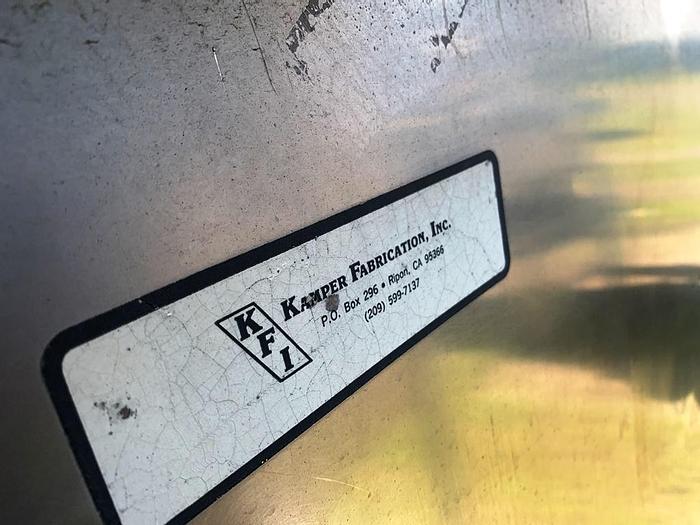 KFI
KAMPER FABRICATION, INC.
P.O. Box 296 • Ripon, CA 95366
(209) 599-7137